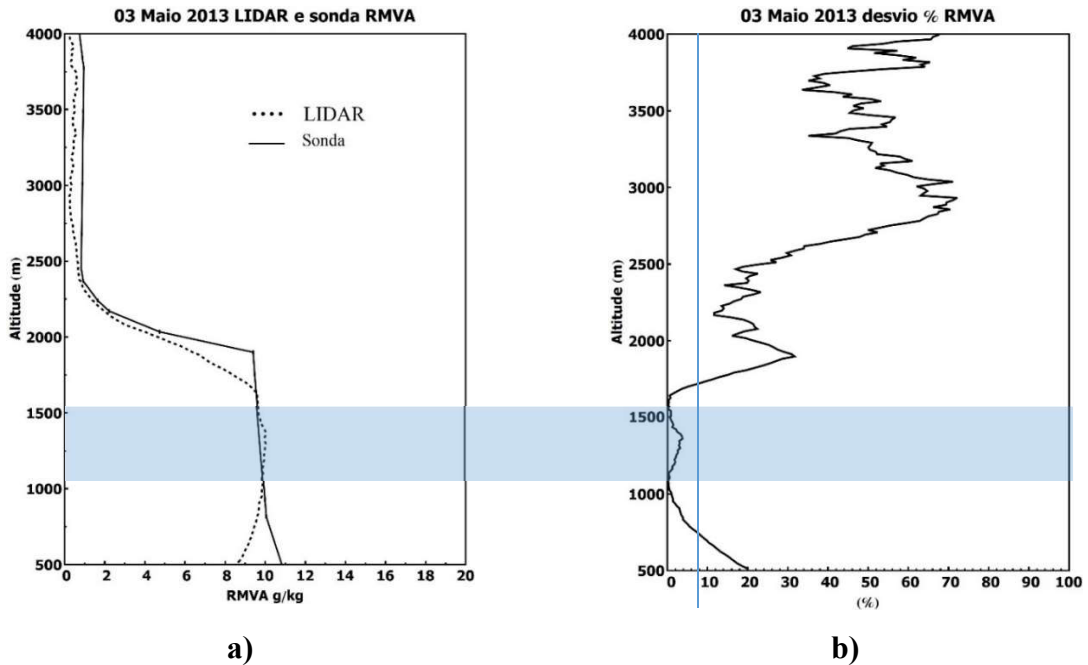 03 Maio 2013 LIDAR e sonda RMVA
4000
3500
3000
2500
2000
1500
1000
500
Altitude (m)
LIDAR
Sonda
0 2 4 6 8 10 12 14 16 18 20
RMVA g/kg
a)
03 Maio 2013 desvio % RMVA
4000
3500
3000
2500
2000
1500
1000
500
Altitude (m)
0 10 20 30 40 50 60 70 80 90 100
(%)
b)